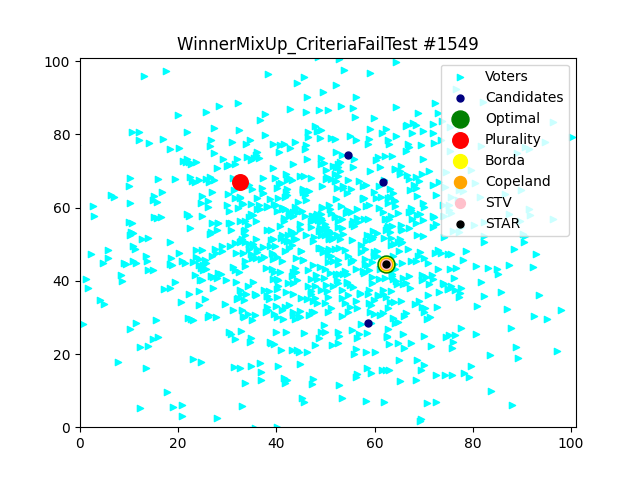 WinnerMixUp_CriteriaFailTest #1549
100
80
60
40
20
0
0
20
40
60
80
100
Voters
Candidates
Optimal
Plurality
Borda
Copeland
STV
STAR